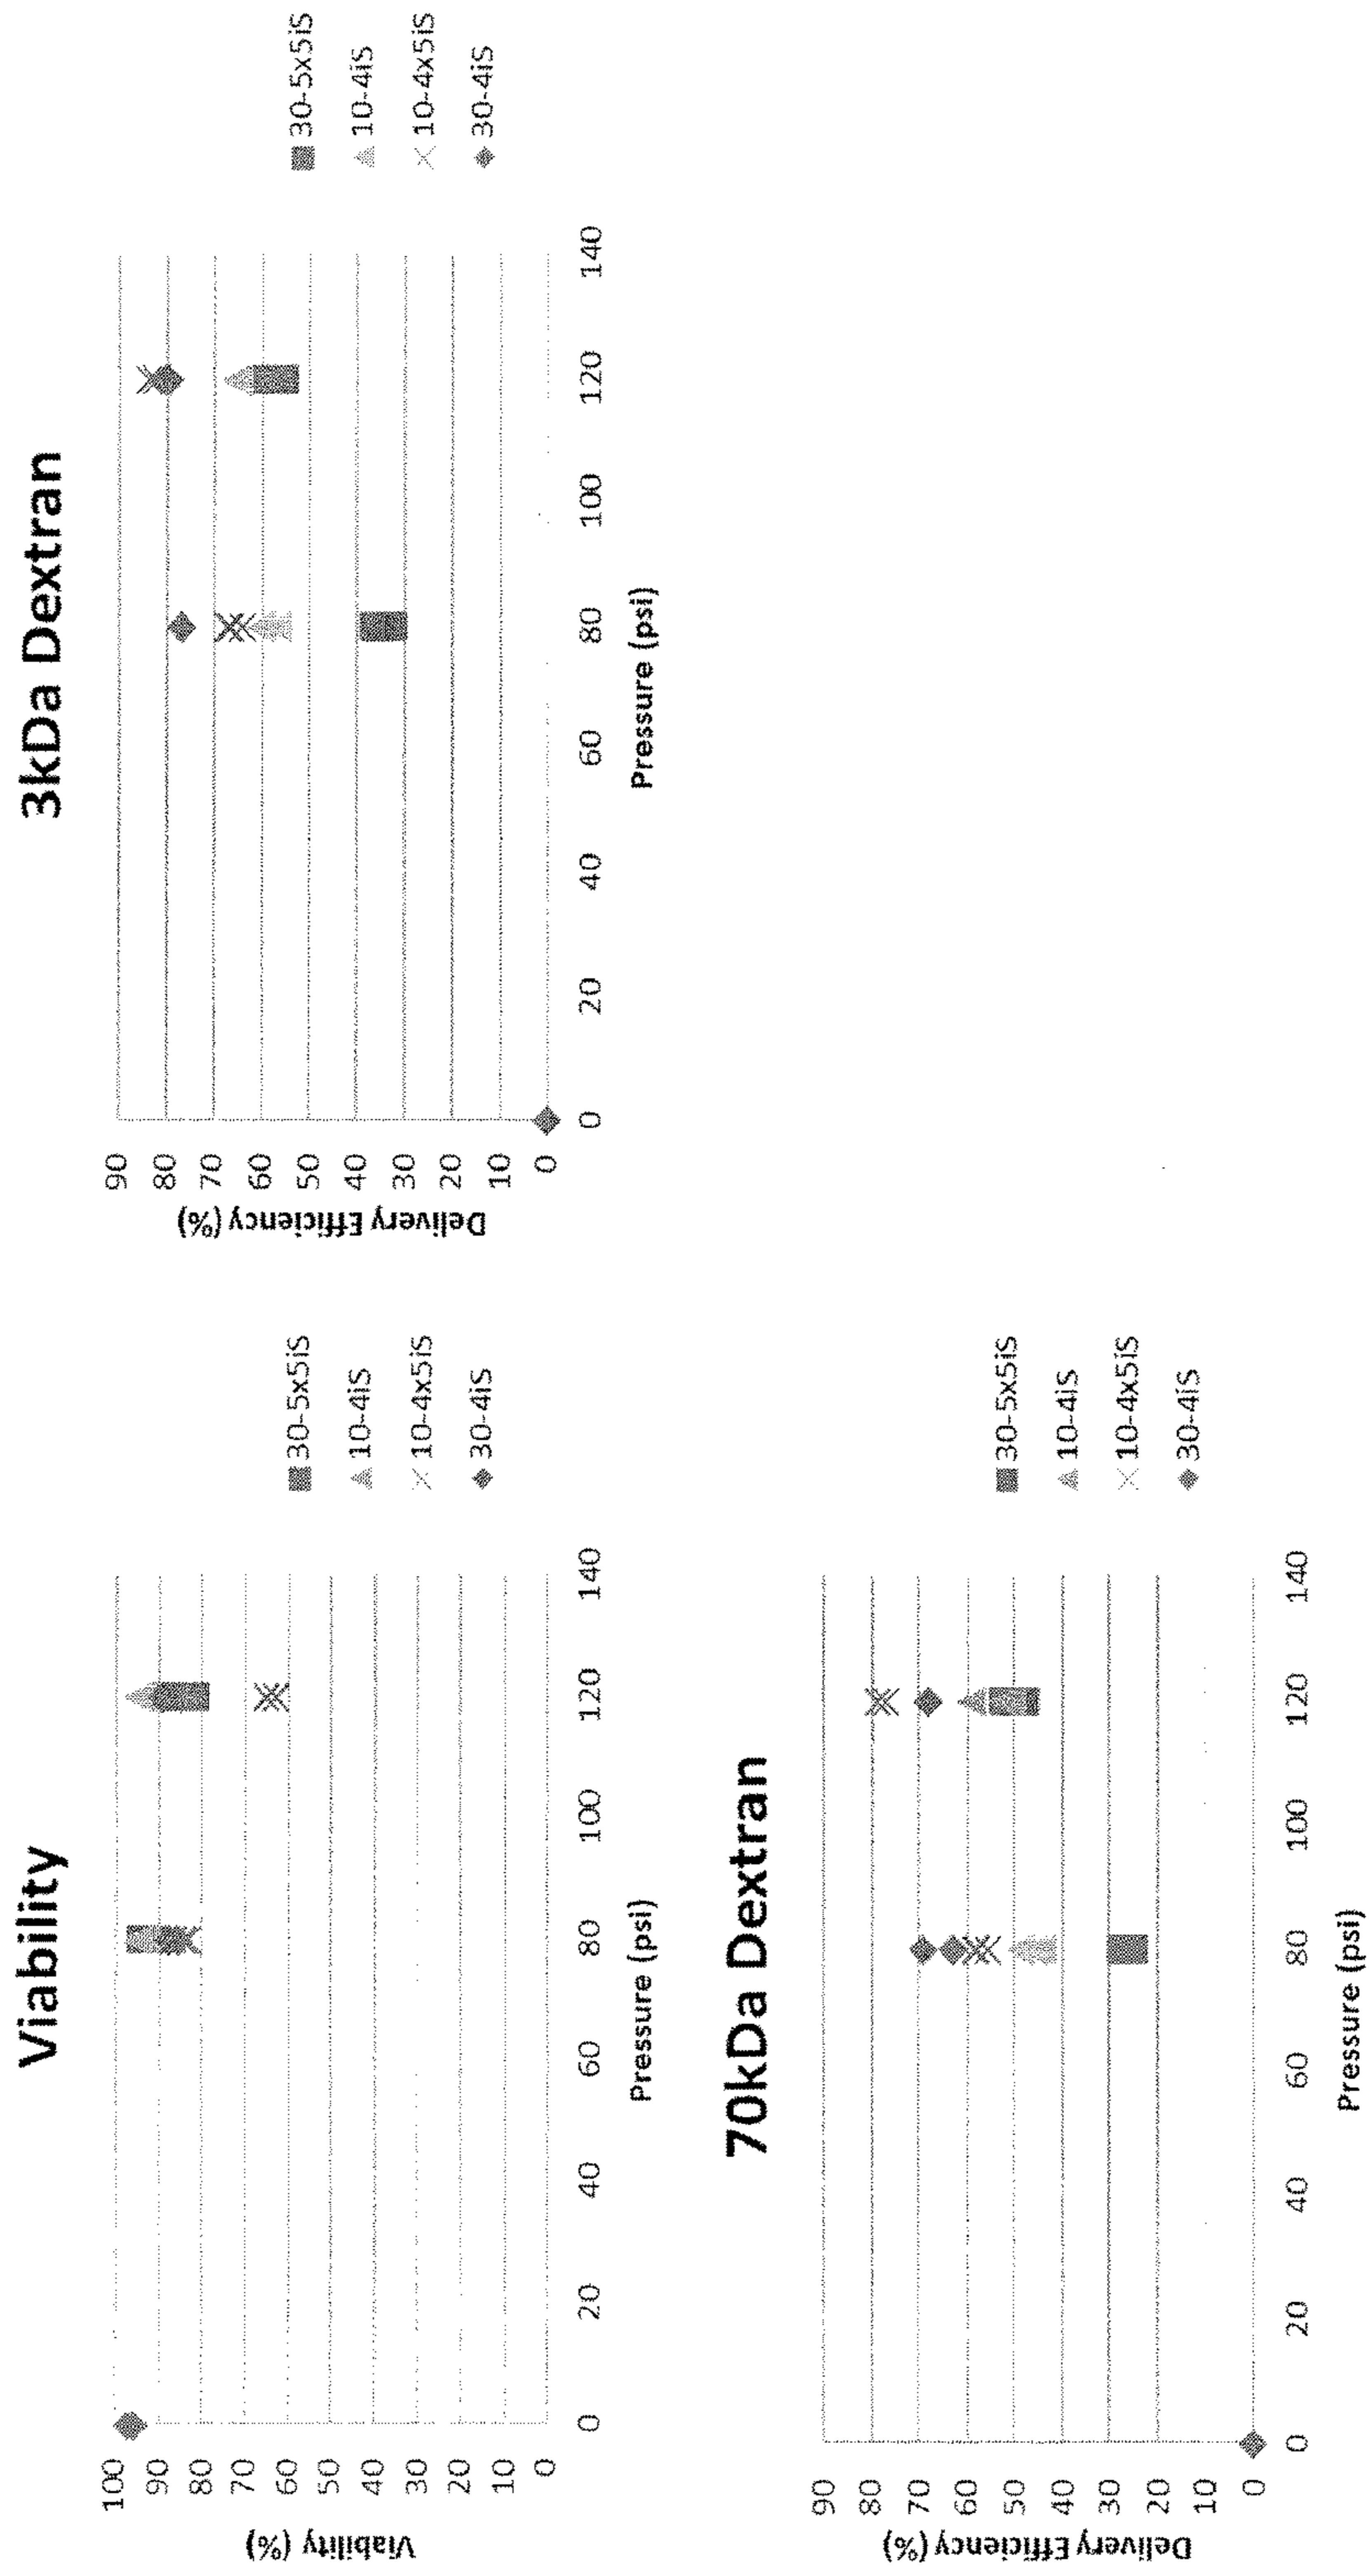 Viability
Viability (%)
100
90
80
70
60
50
40
30
20
10
0
0 20 40 60 80 100 120 140
Pressure (psi)
30-5x5iS
10-4iS
10-4x5iS
30-4iS
3kDa Dextran
Delivery Efficiency (%)
90
80
70
60
50
40
30
20
10
0
0 20 40 60 80 100 120 140
Pressure (psi)
30-5x5iS
10-4iS
10-4x5iS
30-4iS
70kDa Dextran
Delivery Efficiency (%)
90
80
70
60
50
40
30
20
10
0
0 20 40 60 80 100 120 140
Pressure (psi)
30-5x5iS
10-4iS
10-4x5iS
30-4iS